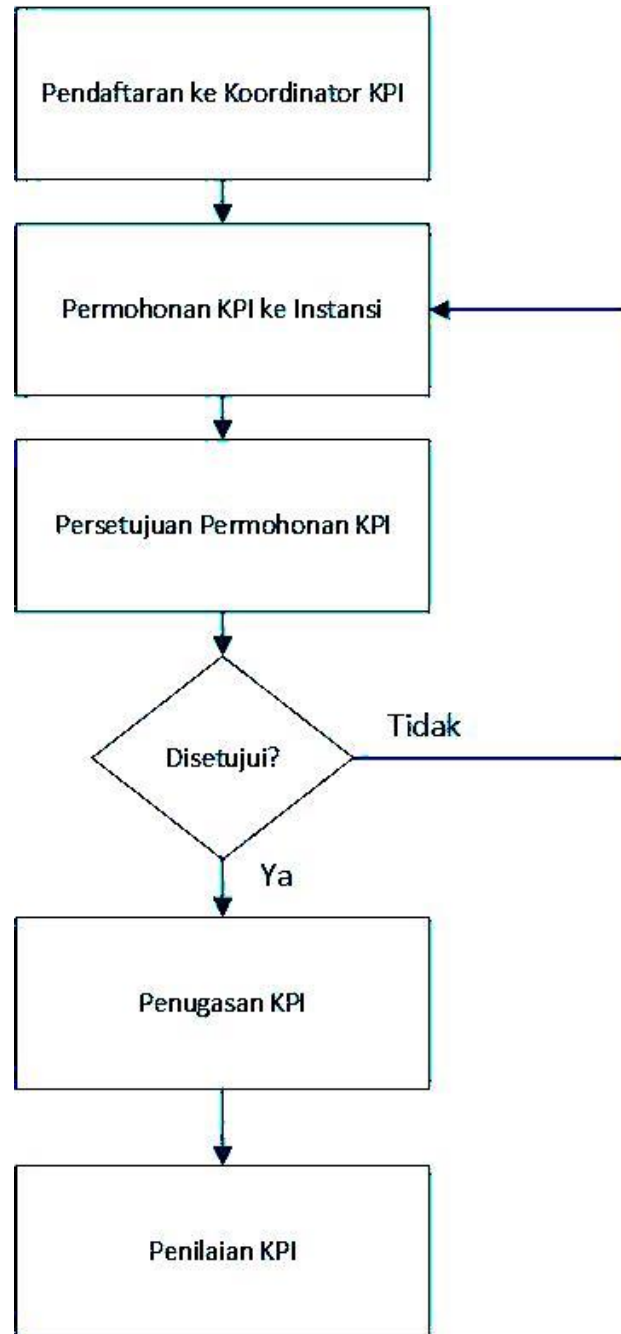 Pendaftaran ke Koordinator KPI
Permohonan KPI ke Instansi
Persetujuan Permohonan KPI
Disetujui?
Tidak
Ya
Penugasan KPI
Penilaian KPI